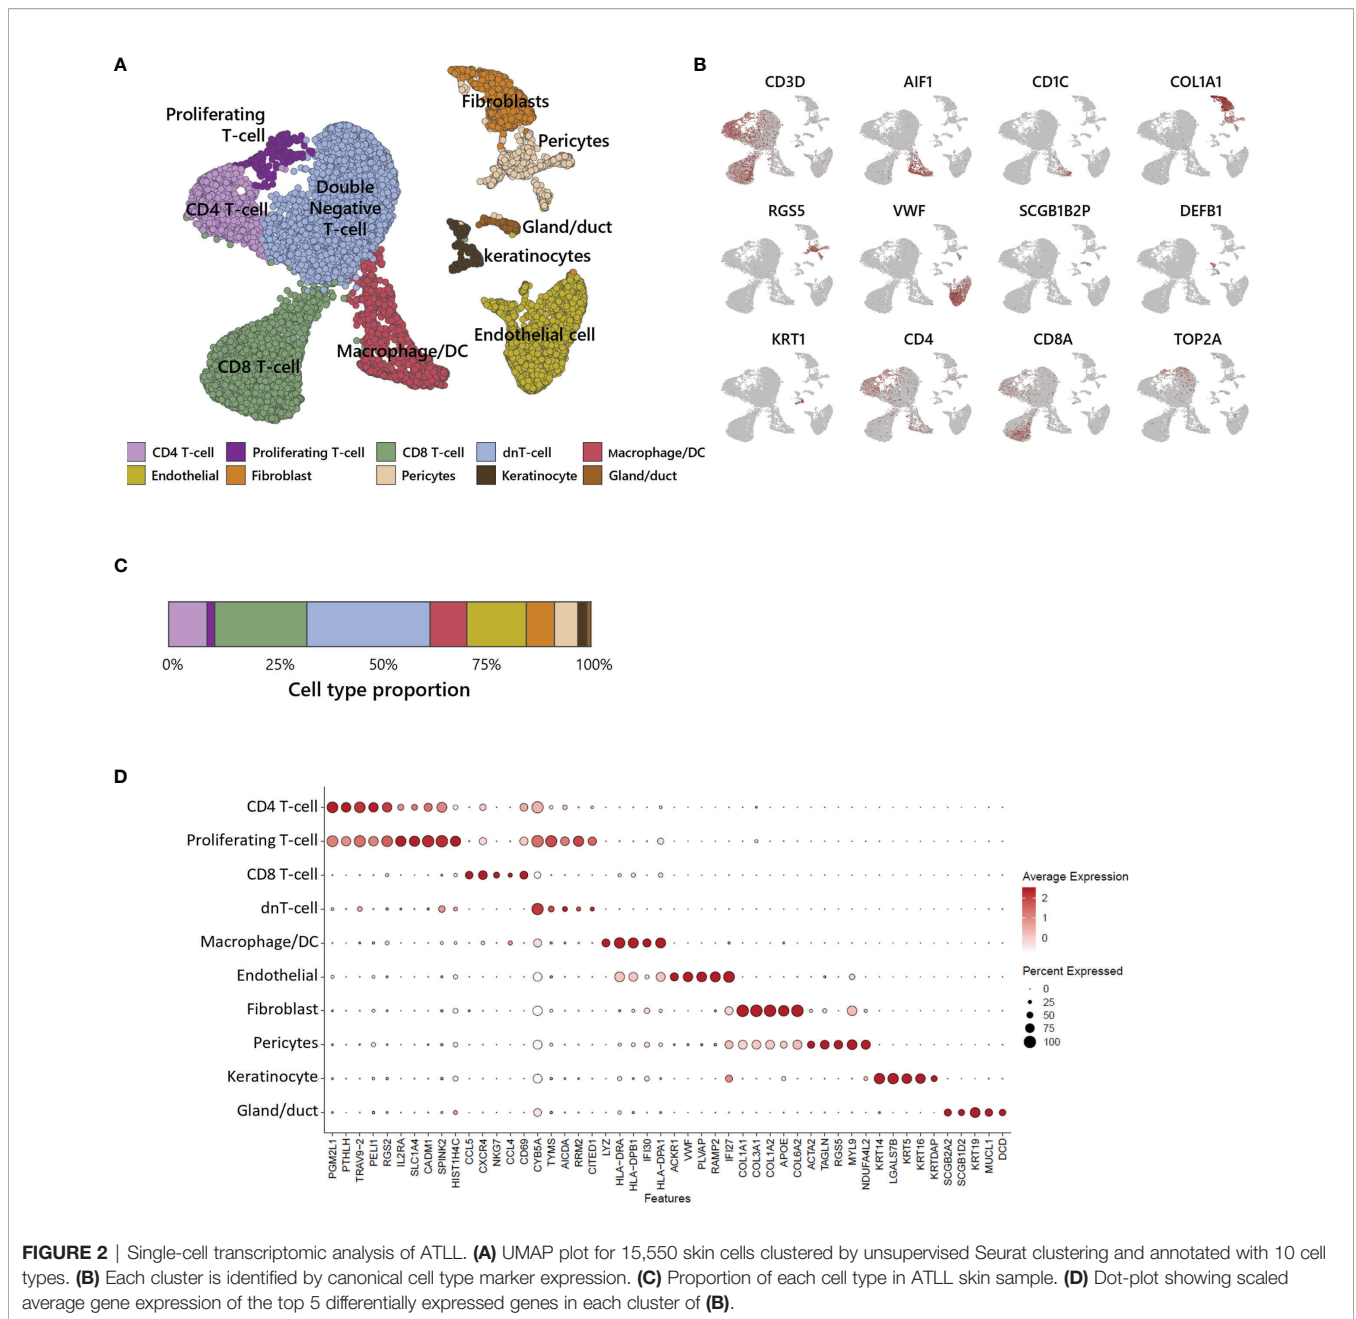 A
Proliferating
T-cell
CD4 T-cell
Double
Negative
T-cell
CD8 T-cell
Macrophage/DC
Fibroblasts
Pericytes
Gland/duct
keratinocytes
Endothelial cell
CD4 T-cell Proliferating T-cell CD8 T-cell dnT-cell Macrophage/DC
Endothelial Fibroblast Pericytes Keratinocyte Gland/duct
B
CD3D AIF1 CD1C COL1A1
RGS5 VWF SCGB1B2P DEFB1
KRT1 CD4 CD8A TOP2A
C
0% 25% 50% 75% 100%
Cell type proportion
D
CD4 T-cell
Proliferating T-cell
CD8 T-cell
dnT-cell
Macrophage/DC
Endothelial
Fibroblast
Pericytes
Keratinocyte
Gland/duct
PGM2L1
PTHLH
TRAV9-2
PELI1
RGS2
IL2RA
SLC1A4
CADM1
SPINK2
HIST1H4C
CCL5
CXCR4
NKG7
CCL4
CD69
CYB5A
TYMS
AICDA
RRM2
CITED1
LYZ
HLA-DRA
HLA-DPB1
IFI30
HLA-DPA1
ACKR1
VWF
PLVAP
RAMP2
IFI27
COL1A1
COL3A1
COL1A2
APOE
COL6A2
ACTA2
TAGLN
RGS5
MYL9
NDUFA4L2
KRT14
LGALS7B
KRT5
KRT16
KRTDAP
SCGB2A2
SCGB1D2
KRT19
MUCL1
DCD
Features
Average Expression
2
1
0
Percent Expressed
0
25
50
75
100
FIGURE 2 | Single-cell transcriptomic analysis of ATLL. (A) UMAP plot for 15,550 skin cells clustered by unsupervised Seurat clustering and annotated with 10 cell
types. (B) Each cluster is identified by canonical cell type marker expression. (C) Proportion of each cell type in ATLL skin sample. (D) Dot-plot showing scaled
average gene expression of the top 5 differentially expressed genes in each cluster of (B).